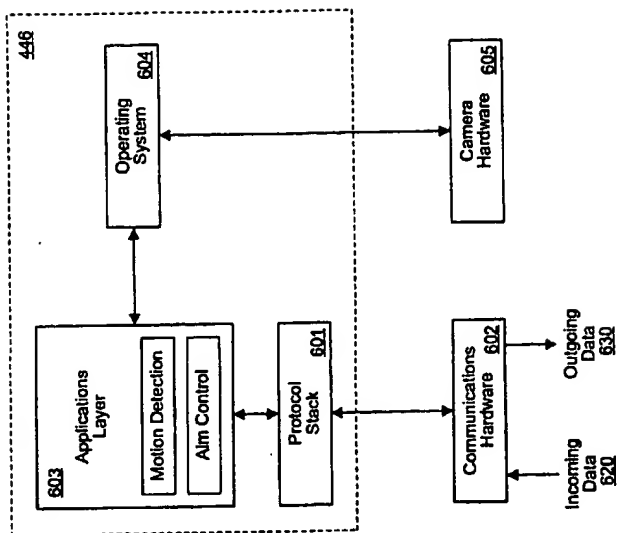 446
603
Applications
Layer
Motion Detection
Aim Control
Operating
System
604
Protocol
Stack
601
Communications
Hardware
602
Camera
Hardware
605
Incoming
Data
620
Outgoing
Data
630